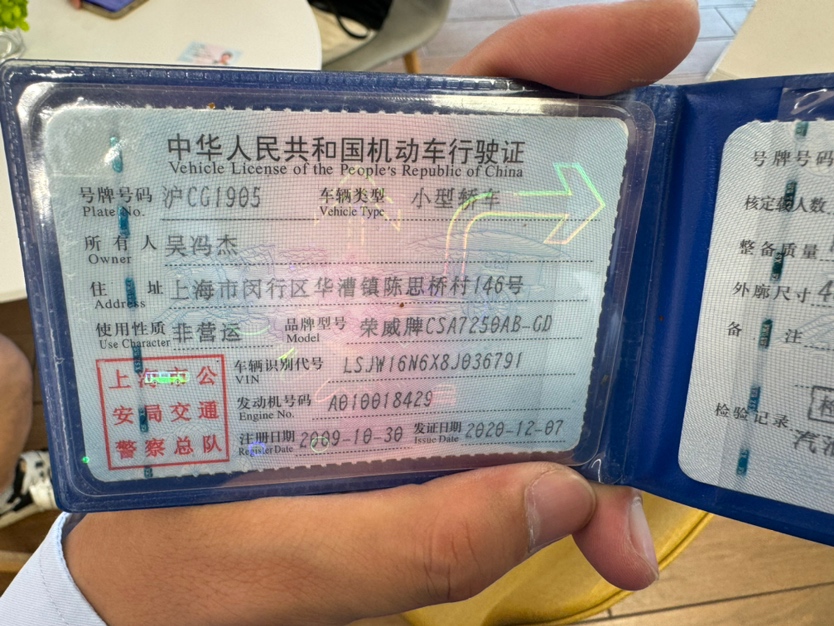 中华人民共和国机动车行驶证
Vehicle License of the People's Republic of China
号牌号码 沪CG1905 车辆类型 小型轿车
Plate No. Vehicle Type
所有人 吴冯杰
Owner
住址 上海市闵行区华漕镇陈思桥村146号
Address
使用性质 非营运 品牌型号 荣威牌CSA7250AB-GD
Use Character Model
车辆识别代号 LSJW16N6X8J036791
VIN
发动机号码 A010018429
Engine No.
注册日期 2009-10-30 发证日期 2020-12-07
Register Date Issue Date
上海市公
安局交通
警察总队
号牌号码
核定载人数
整备质量
外廓尺寸 4
备注
检验记录